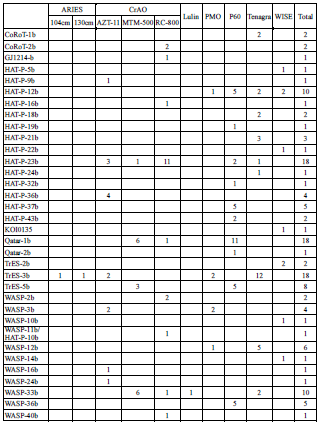 ARIES CrAO Lulin PMO P60 Tenagra WISE Total
104cm 130cm AZT-11 MTM-500 RC-800
CoRoT-1b 2 2
CoRoT-2b 2 2
GJ1214-b 1 1
HAT-P-5b 1 1
HAT-P-9b 1 1
HAT-P-12b 1 5 2 2 10
HAT-P-16b 1 1
HAT-P-18b 2 2
HAT-P-19b 1 1
HAT-P-21b 3 3
HAT-P-22b 1 1
HAT-P-23b 3 1 11 2 1 18
HAT-P-24b 1 1
HAT-P-32b 1 1
HAT-P-36b 4 4
HAT-P-37b 5 5
HAT-P-43b 2 2
KOI0135 1 1
Qatar-1b 6 1 11 18
Qatar-2b 1 1
TrES-2b 2 2
TrES-3b 1 1 2 2 12 18
TrES-5b 3 5 8
WASP-2b 2 2
WASP-3b 2 2 4
WASP-10b 1 1
WASP-11b/
HAT-P-10b 1 1
WASP-12b 1 5 6
WASP-14b 1 1
WASP-16b 1 1
WASP-24b 1 1
WASP-33b 6 1 1 2 10
WASP-36b 5 5
WASP-40b 1 1